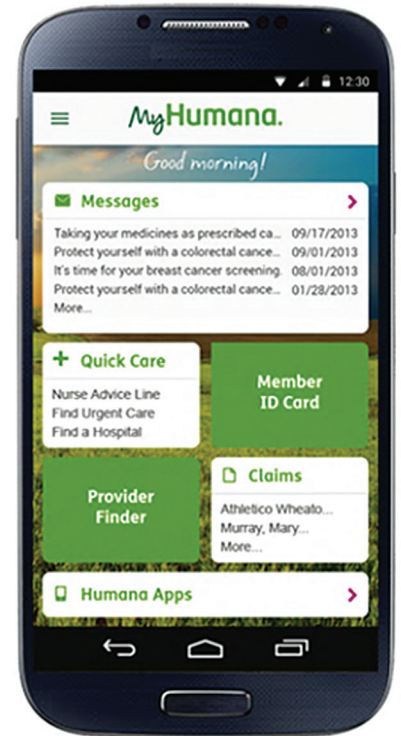 12:30
MyHumana.
Good morning!
Messages
Taking your medicines as prescribed ca... 09/17/2013
Protect yourself with a colorectal cance... 09/01/2013
It's time for your breast cancer screening. 08/01/2013
Protect yourself with a colorectal cance... 01/28/2013
More...
Quick Care
Nurse Advice Line
Find Urgent Care
Find a Hospital
Member
ID Card
Provider
Finder
Claims
Athletico Wheato...
Murray, Mary...
More...
Humana Apps